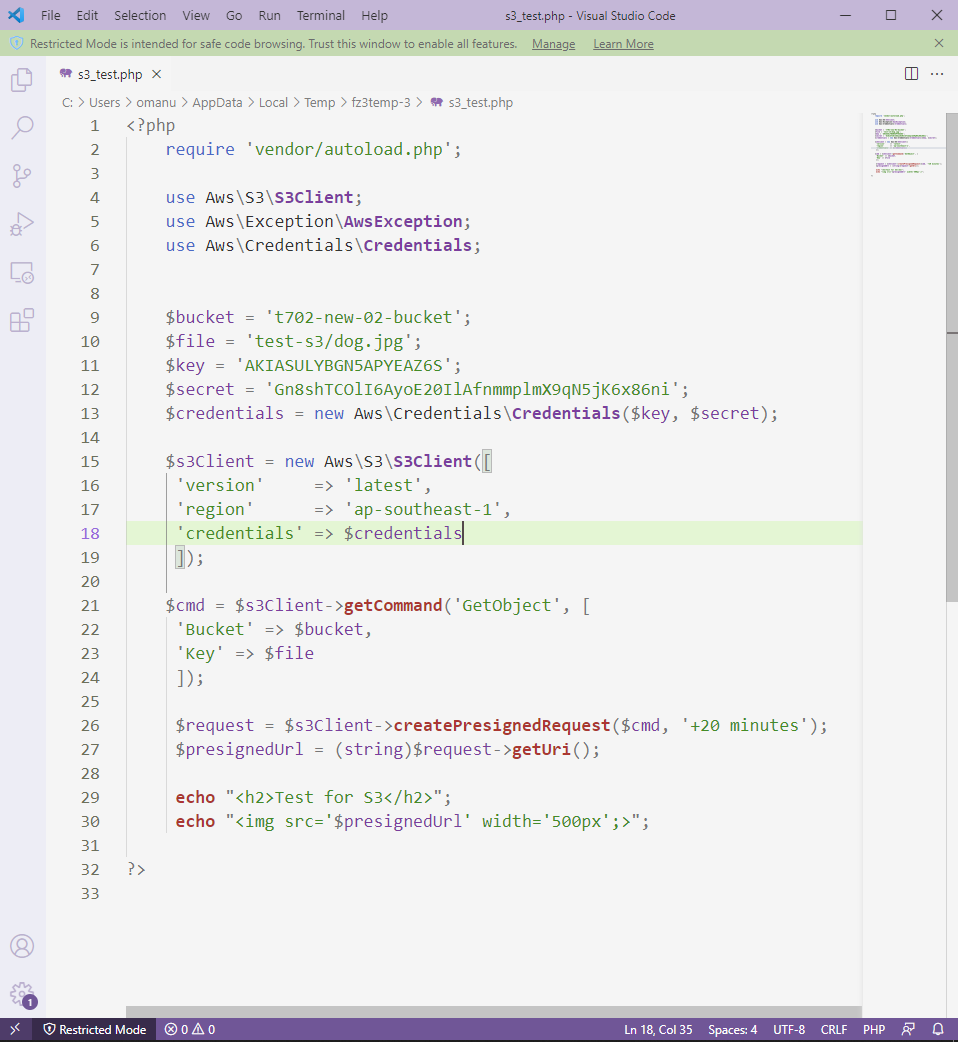 File Edit Selection View Go Run Terminal Help s3_test.php - Visual Studio Code
Restricted Mode is intended for safe code browsing. Trust this window to enable all features. Manage Learn More
s3_test.php
C: > Users > omanu > AppData > Local > Temp > fz3temp-3 > s3_test.php
1 <?php
2 require 'vendor/autoload.php';
3
4 use Aws\S3\S3Client;
5 use Aws\Exception\AwsException;
6 use Aws\Credentials\Credentials;
7
8
9 $bucket = 't702-new-02-bucket';
10 $file = 'test-s3/dog.jpg';
11 $key = 'AKIASULYBGN5APYEAZ6S';
12 $secret = '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';
13 $credentials = new Aws\Credentials\Credentials($key, $secret);
14
15 $s3Client = new Aws\S3\S3Client([
16 'version' => 'latest',
17 'region' => 'ap-southeast-1',
18 'credentials' => $credentials
19 ]);
20
21 $cmd = $s3Client->getCommand('GetObject', [
22 'Bucket' => $bucket,
23 'Key' => $file
24 ]);
25
26 $request = $s3Client->createPresignedRequest($cmd, '+20 minutes');
27 $presignedUrl = (string)$request->getUri();
28
29 echo "<h2>Test for S3</h2>";
30 echo "<img src='$presignedUrl' width='500px';>";
31
32 ?>
33
1
Restricted Mode 0 0 Ln 18, Col 35 Spaces: 4 UTF-8 CRLF PHP